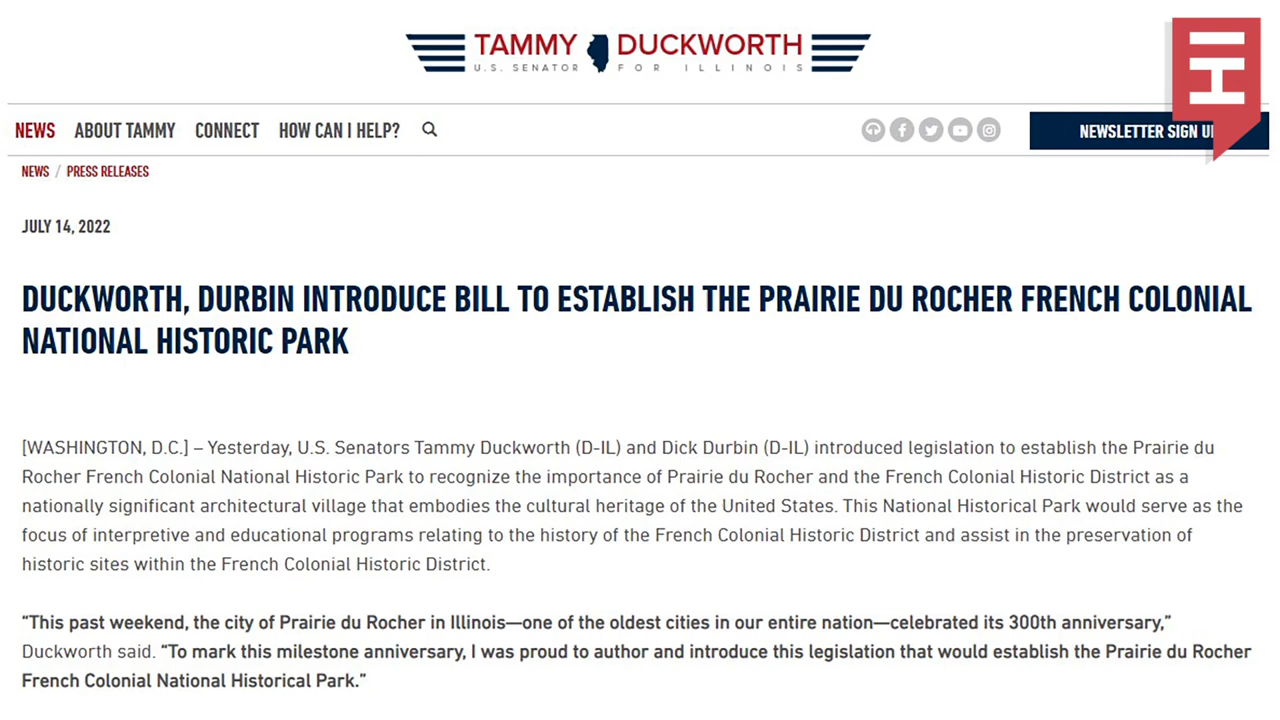 TAMMY DUCKWORTH
U.S. SENATOR FOR ILLINOIS
NEWS ABOUT TAMMY CONNECT HOW CAN I HELP?
NEWSLETTER SIGN U
NEWS / PRESS RELEASES
JULY 14, 2022
DUCKWORTH, DURBIN INTRODUCE BILL TO ESTABLISH THE PRAIRIE DU ROCHER FRENCH COLONIAL
NATIONAL HISTORIC PARK
[WASHINGTON, D.C.] – Yesterday, U.S. Senators Tammy Duckworth (D-IL) and Dick Durbin (D-IL) introduced legislation to establish the Prairie du
Rocher French Colonial National Historic Park to recognize the importance of Prairie du Rocher and the French Colonial Historic District as a
nationally significant architectural village that embodies the cultural heritage of the United States. This National Historical Park would serve as the
focus of interpretive and educational programs relating to the history of the French Colonial Historic District and assist in the preservation of
historic sites within the French Colonial Historic District.
“This past weekend, the city of Prairie du Rocher in Illinois—one of the oldest cities in our entire nation—celebrated its 300th anniversary,”
Duckworth said. “To mark this milestone anniversary, I was proud to author and introduce this legislation that would establish the Prairie du Rocher
French Colonial National Historical Park.”